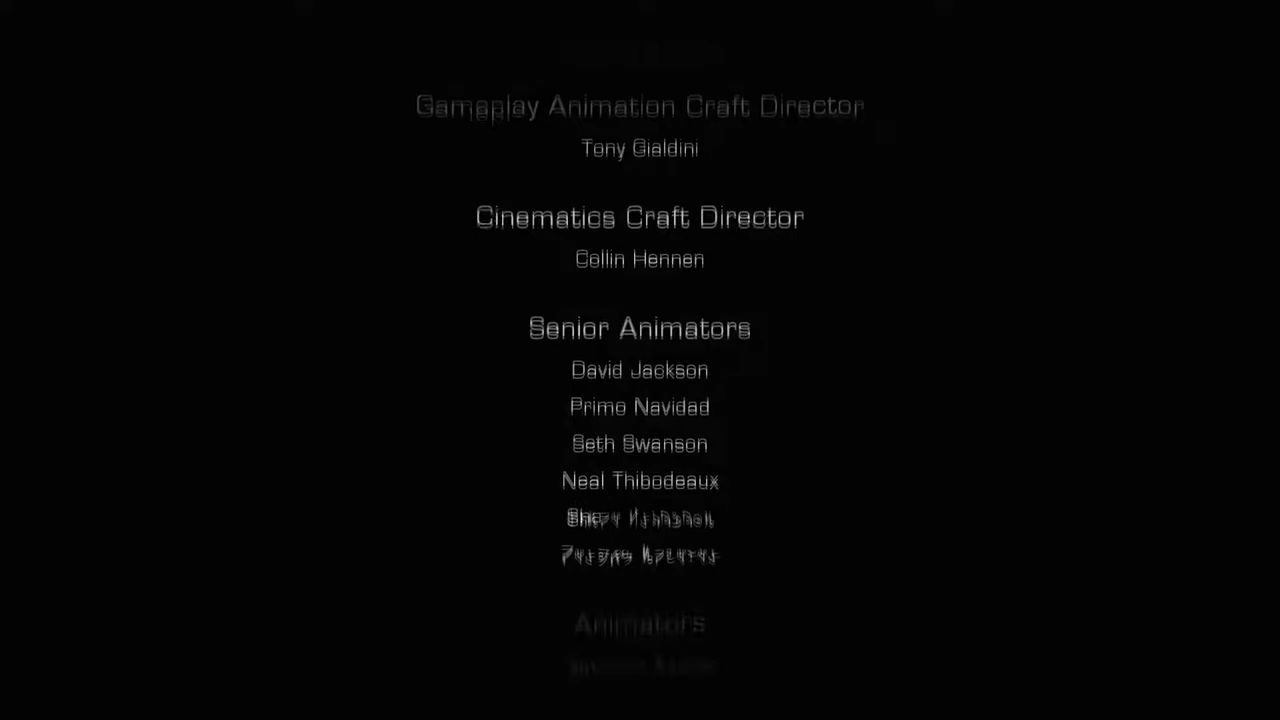 Gameplay Animation Craft Director
Tony Gialdini
Cinematics Craft Director
Collin Hennen
Senior Animators
David Jackson
Primo Navidad
Seth Swanson
Neal Thibodeaux
Animators